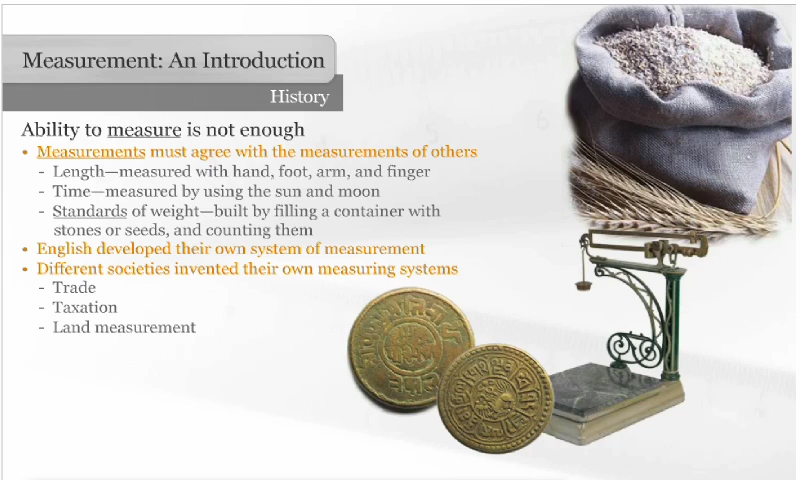 Measurement: An Introduction
History
Ability to measure is not enough
• Measurements must agree with the measurements of others
- Length—measured with hand, foot, arm, and finger
- Time—measured by using the sun and moon
- Standards of weight—built by filling a container with
stones or seeds, and counting them
• English developed their own system of measurement
• Different societies invented their own measuring systems
- Trade
- Taxation
- Land measurement